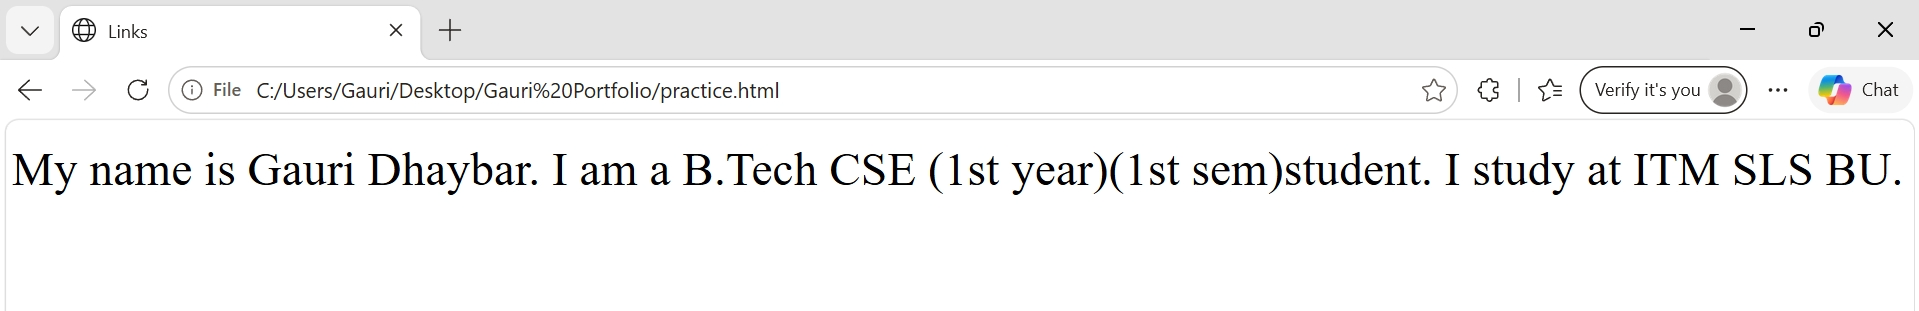 Links
File C:/Users/Gauri/Desktop/Gauri%20Portfolio/practice.html Verify it's you Chat
My name is Gauri Dhaybar. I am a B.Tech CSE (1st year)(1st sem)student. I study at ITM SLS BU.